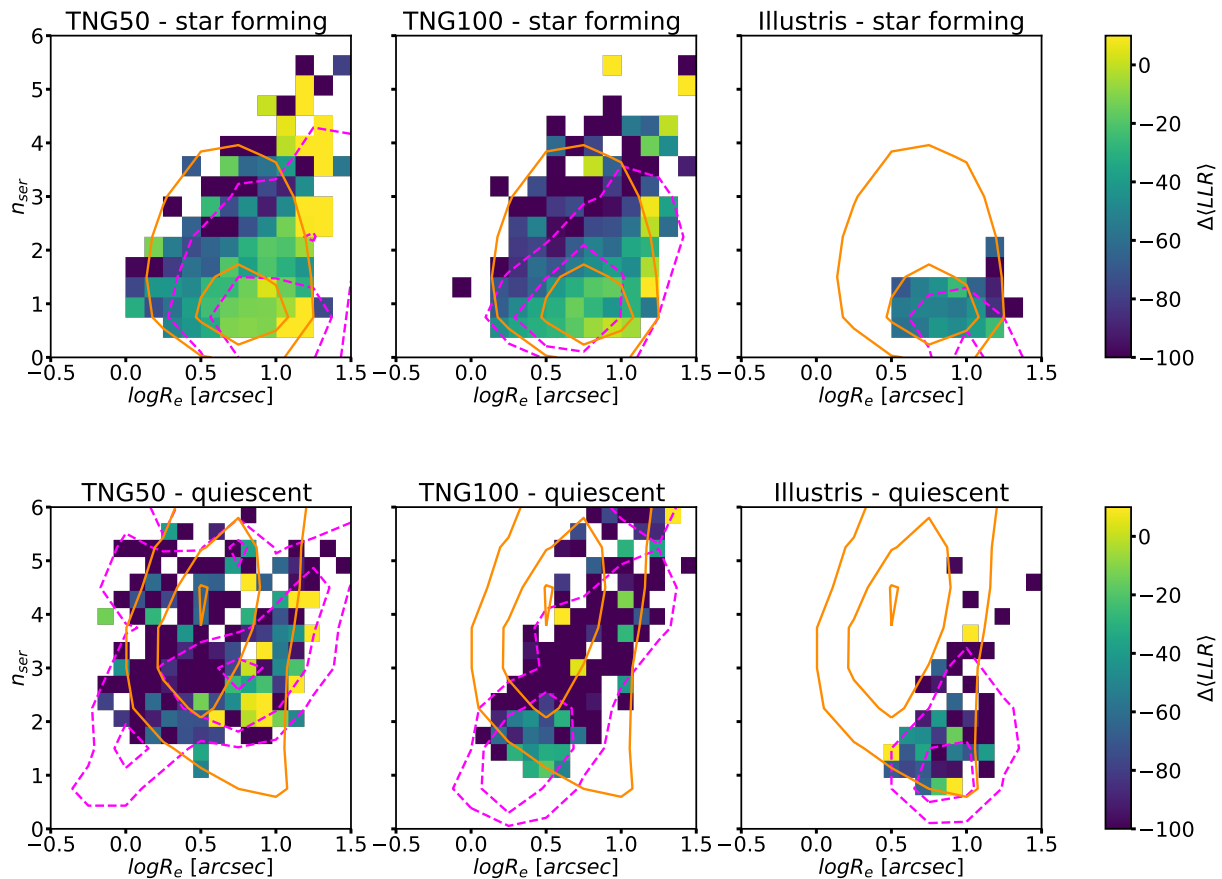 TNG50 - star forming
TNG100 - star forming
Illustris - star forming
6
5
4
3
2
1
0
n_ser
−0.5 0.0 0.5 1.0 1.5
−0.5 0.0 0.5 1.0 1.5
−0.5 0.0 0.5 1.0 1.5
logR_e [arcsec]
logR_e [arcsec]
logR_e [arcsec]
0
−20
−40
−60
−80
−100
Δ⟨LLR⟩
TNG50 - quiescent
TNG100 - quiescent
Illustris - quiescent
6
5
4
3
2
1
0
n_ser
−0.5 0.0 0.5 1.0 1.5
−0.5 0.0 0.5 1.0 1.5
−0.5 0.0 0.5 1.0 1.5
logR_e [arcsec]
logR_e [arcsec]
logR_e [arcsec]
0
−20
−40
−60
−80
−100
Δ⟨LLR⟩